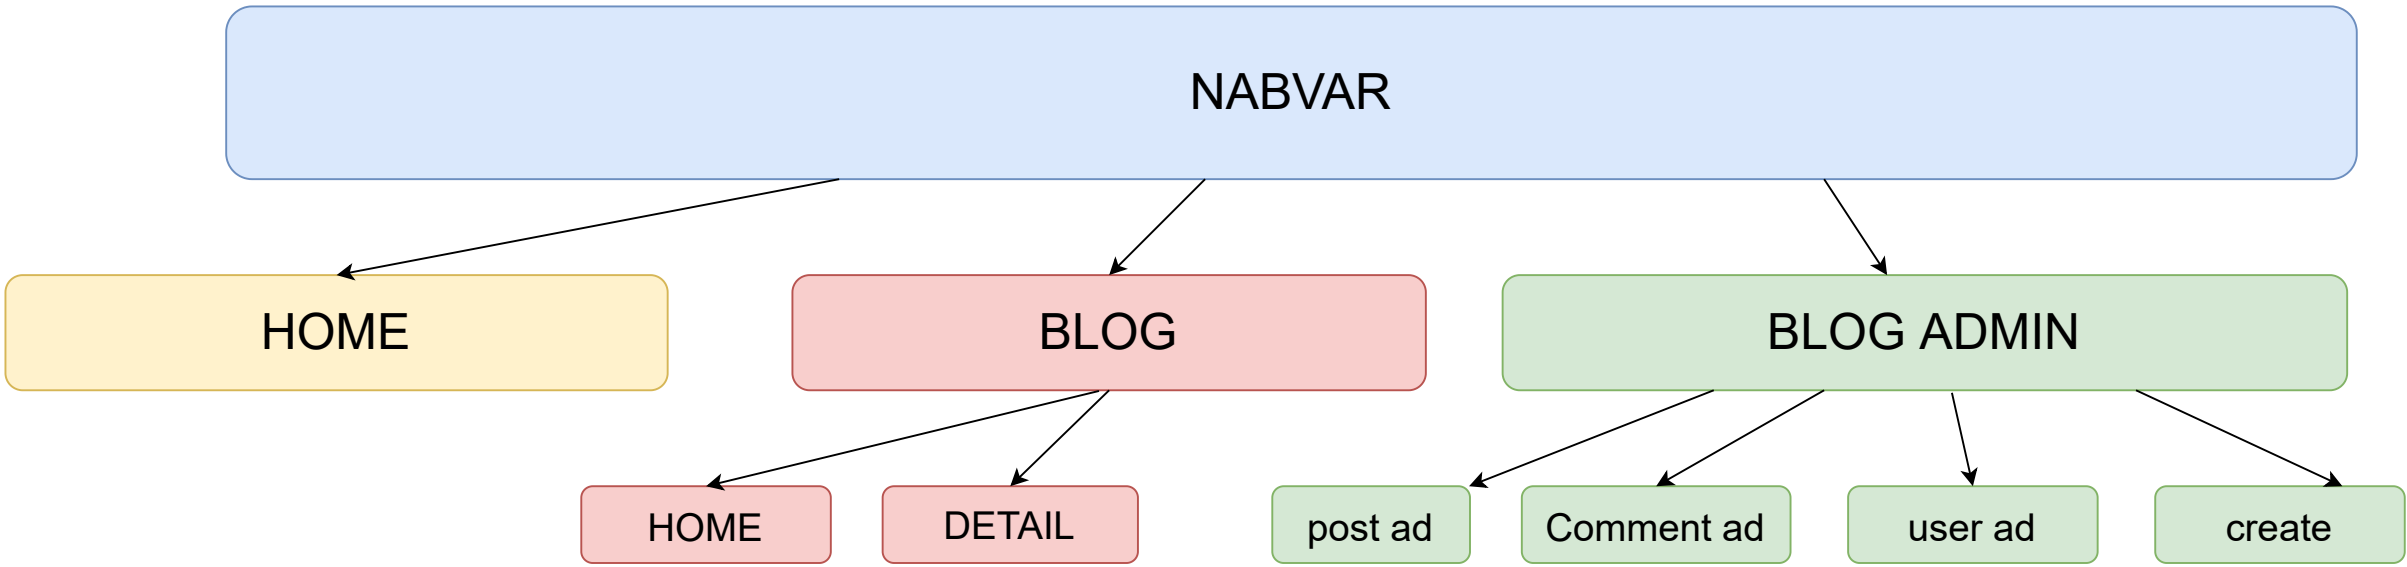 NABVAR
HOME
BLOG
BLOG ADMIN
HOME
DETAIL
post ad
Comment ad
user ad
create